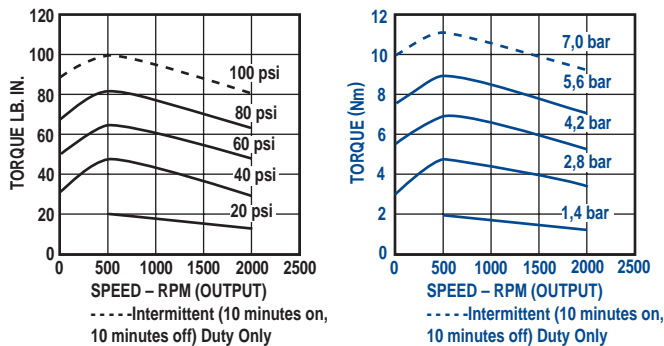 120
100
80
60
40
20
0
TORQUE LB. IN.
100 psi
80 psi
60 psi
40 psi
20 psi
0 500 1000 1500 2000 2500
SPEED – RPM (OUTPUT)
-----Intermittent (10 minutes on,
10 minutes off) Duty Only
12
10
8
6
4
2
0
TORQUE (Nm)
7,0 bar
5,6 bar
4,2 bar
2,8 bar
1,4 bar
0 500 1000 1500 2000 2500
SPEED – RPM (OUTPUT)
-----Intermittent (10 minutes on,
10 minutes off) Duty Only